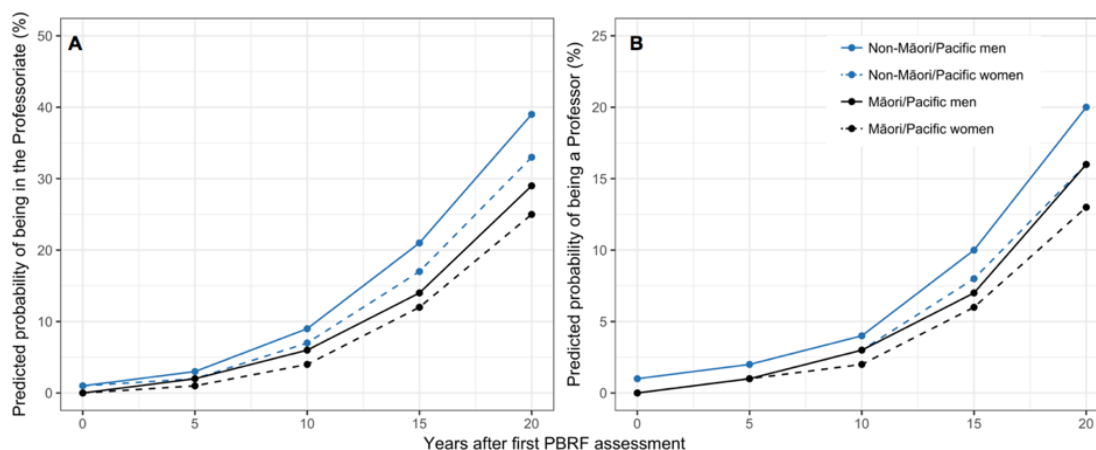 A
Predicted probability of being in the Professoriate (%)
50
40
30
20
10
0
0 5 10 15 20
B
Predicted probability of being a Professor (%)
25
20
15
10
5
0
0 5 10 15 20
Non-Māori/Pacific men
Non-Māori/Pacific women
Māori/Pacific men
Māori/Pacific women
Years after first PBRF assessment